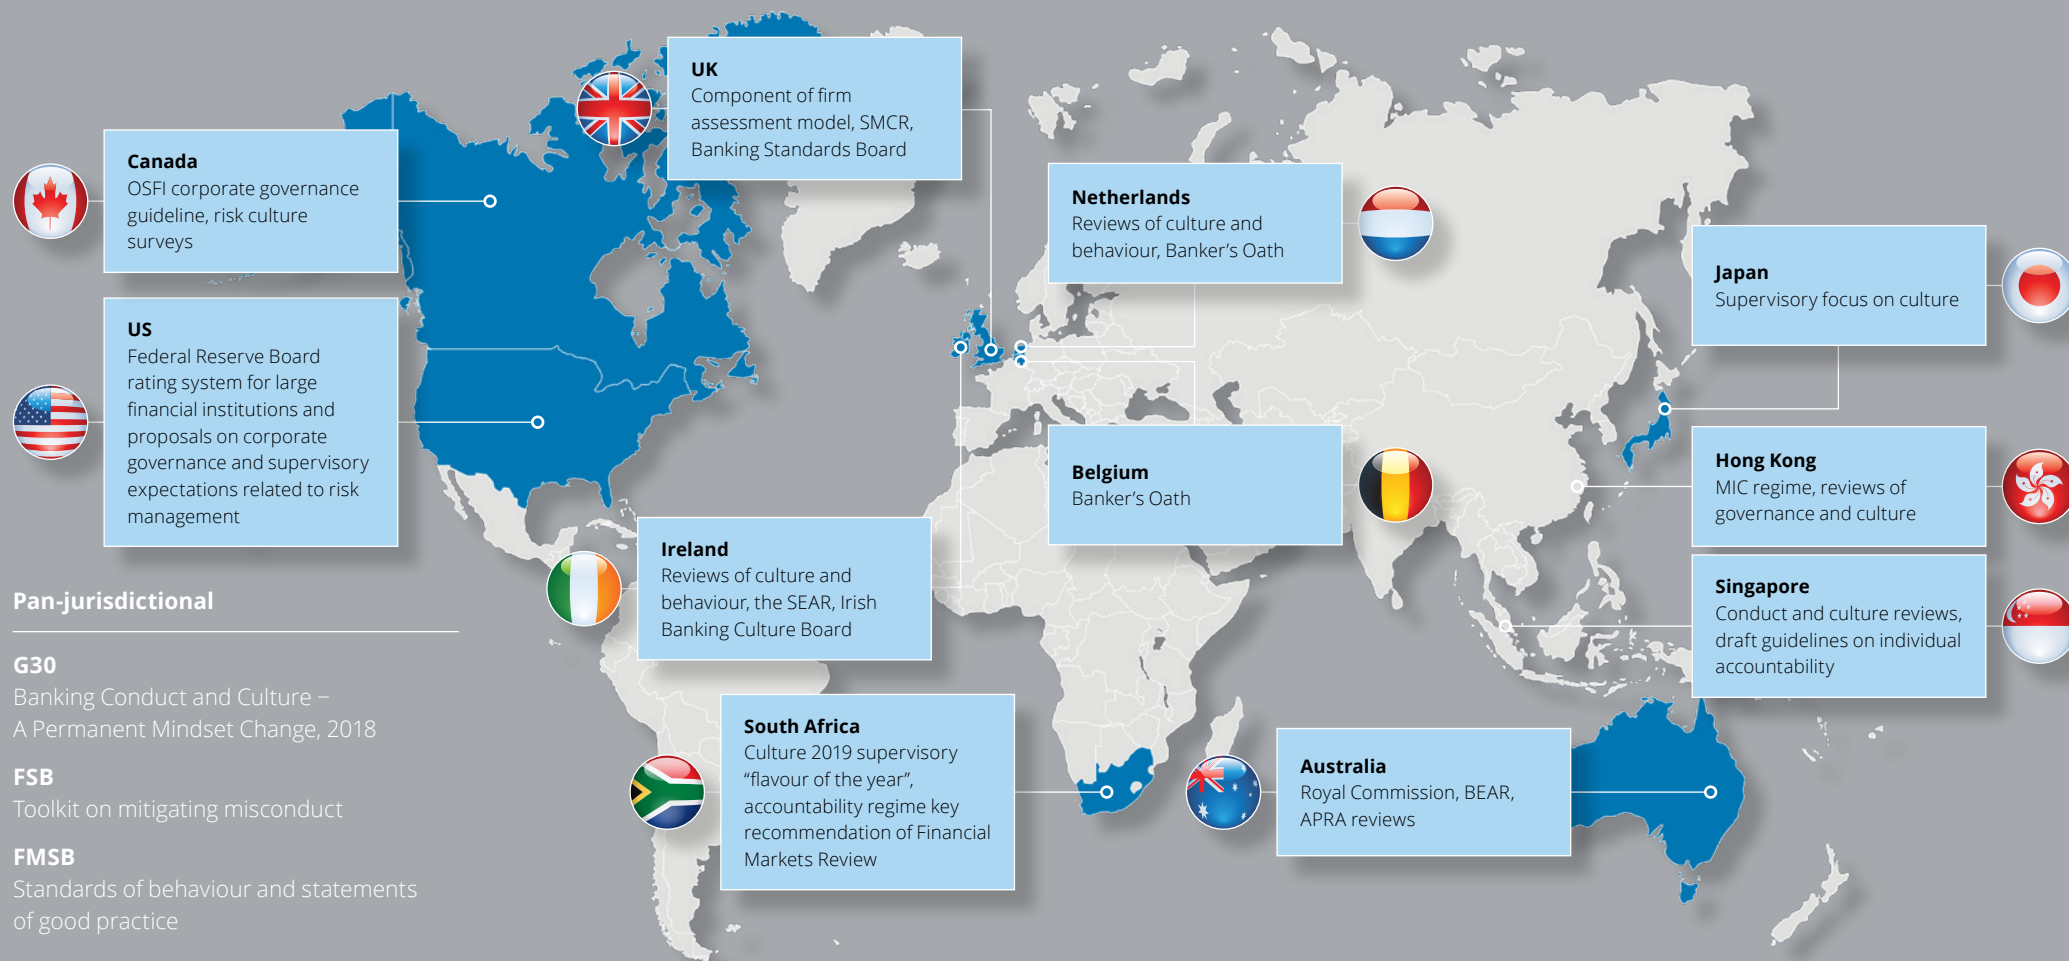 UK
Component of firm
assessment model, SMCR,
Banking Standards Board
Canada
OSFI corporate governance
guideline, risk culture
surveys
Netherlands
Reviews of culture and
behaviour, Banker’s Oath
Japan
Supervisory focus on culture
US
Federal Reserve Board
rating system for large
financial institutions and
proposals on corporate
governance and supervisory
expectations related to risk
management
Belgium
Banker’s Oath
Hong Kong
MIC regime, reviews of
governance and culture
Ireland
Reviews of culture and
behaviour, the SEAR, Irish
Banking Culture Board
Singapore
Conduct and culture reviews,
draft guidelines on individual
accountability
South Africa
Culture 2019 supervisory
“flavour of the year”,
accountability regime key
recommendation of Financial
Markets Review
Australia
Royal Commission, BEAR,
APRA reviews
Pan-jurisdictional
G30
Banking Conduct and Culture –
A Permanent Mindset Change, 2018
FSB
Toolkit on mitigating misconduct
FMSB
Standards of behaviour and statements
of good practice